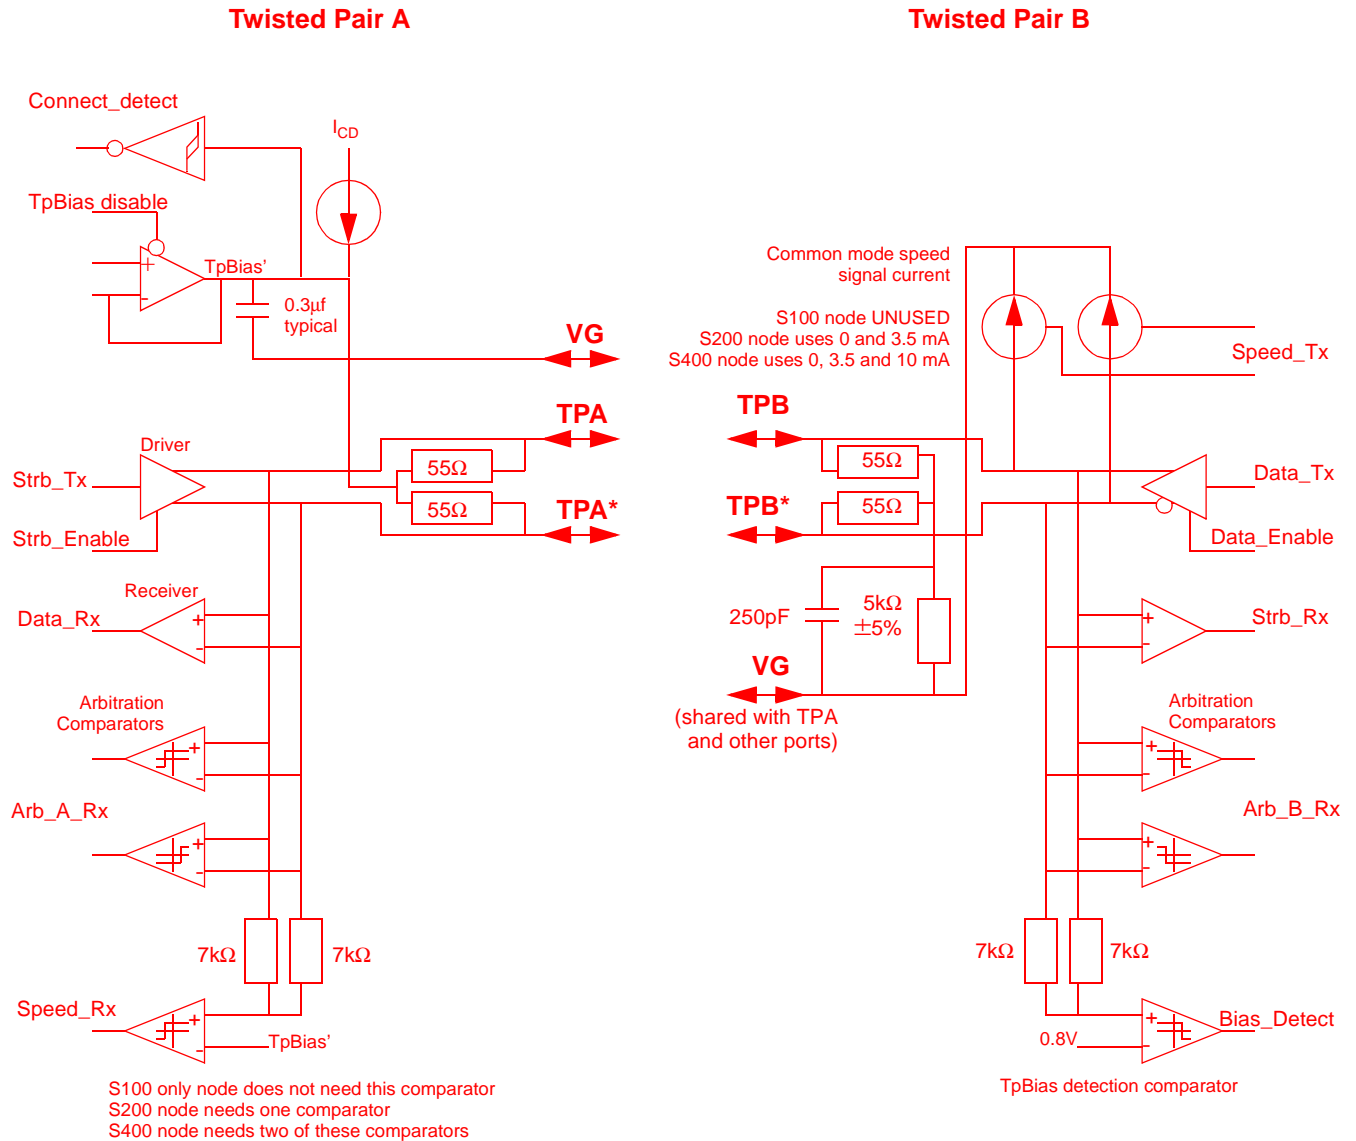 Twisted Pair A
Connect_detect
I_CD
TpBias disable
+
-
TpBias'
0.3μf
typical
VG
TPA
Driver
Strb_Tx
55Ω
55Ω
TPA*
Strb_Enable
Receiver
Data_Rx
+
-
Arbitration
Comparators
+
-
Arb_A_Rx
+
-
7kΩ
7kΩ
Speed_Rx
+
-
TpBias'
S100 only node does not need this comparator
S200 node needs one comparator
S400 node needs two of these comparators
Twisted Pair B
Common mode speed
signal current
S100 node UNUSED
S200 node uses 0 and 3.5 mA
S400 node uses 0, 3.5 and 10 mA
Speed_Tx
TPB
55Ω
55Ω
TPB*
Data_Tx
Data_Enable
250pF
5kΩ
±5%
VG
(shared with TPA
and other ports)
+
-
Strb_Rx
Arbitration
Comparators
+
-
Arb_B_Rx
+
-
7kΩ
7kΩ
+
-
Bias_Detect
0.8V
TpBias detection comparator